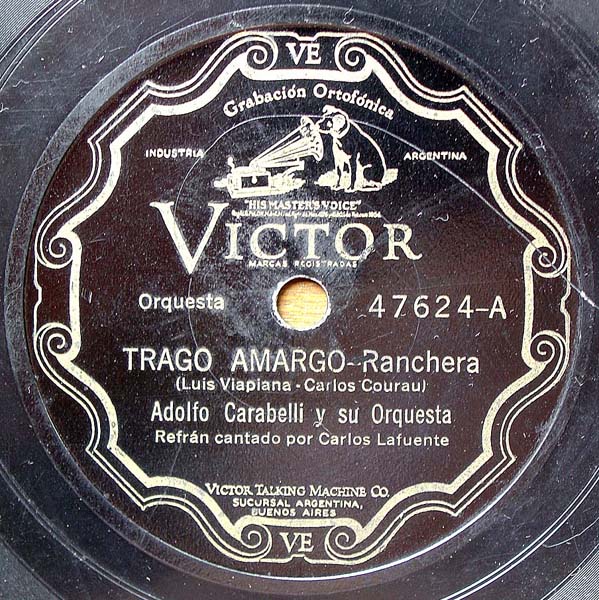 VE
Grabación Ortofónica
INDUSTRIA ARGENTINA
"HIS MASTER'S VOICE"
VICTOR
MARCAS REGISTRADAS
Orquesta 47624-A
TRAGO AMARGO-Ranchera
(Luis Viapiana - Carlos Courau)
Adolfo Carabelli y su Orquesta
Refrán cantado por Carlos Lafuente
VICTOR TALKING MACHINE CO.
SUCURSAL ARGENTINA,
BUENOS AIRES
VE